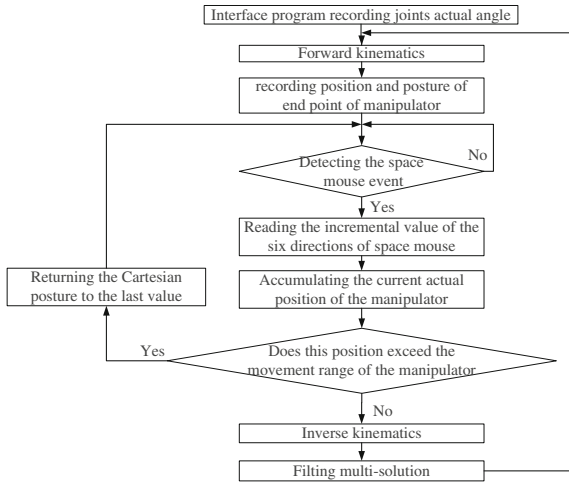 Interface program recording joints actual angle
Forward kinematics
recording position and posture of
end point of manipulator
Detecting the space
mouse event
No
Yes
Reading the incremental value of the
six directions of space mouse
Returning the Cartesian
posture to the last value
Accumulating the current actual
position of the manipulator
Yes
Does this position exceed the
movement range of the manipulator
No
Inverse kinematics
Filting multi-solution